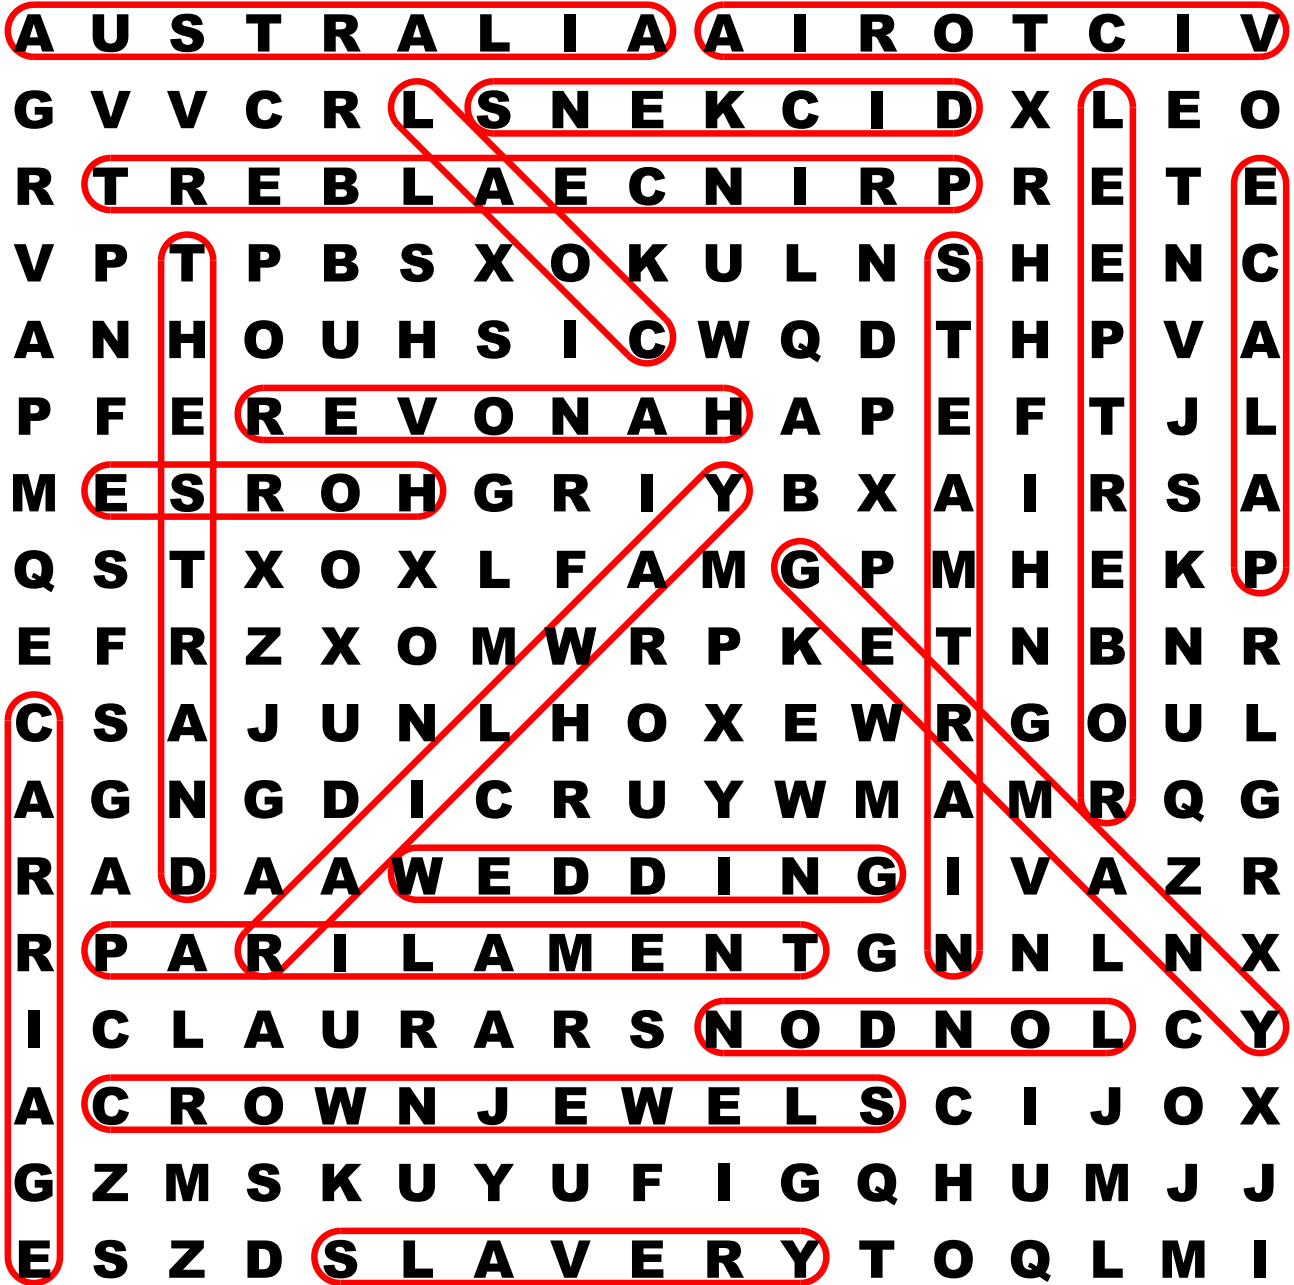 A U S T R A L I A A I R O T C I V
G V V C R L S N E K C I D X L E O
R T R E B L A E C N I R P R E T E
V P T P B S X O K U L N S H E N C
A N H O U H S I C W Q D T H P V A
P F E R E V O N A H A P E F T J L
M E S R O H G R I Y B X A I R S A
Q S T X O X L F A M G P M H E K P
E F R Z X O M W R P K E T N B N R
C S A J U N L H O X E W R G O U L
A G N G D I C R U Y W M A M R Q G
R A D A A W E D D I N G I V A Z R
R P A R I L A M E N T G N N L N X
I C L A U R A R S N O D N O L C Y
A C R O W N J E W E L S C I J O X
G Z M S K U Y U F I G Q H U M J J
E S Z D S L A V E R Y T O Q L M I